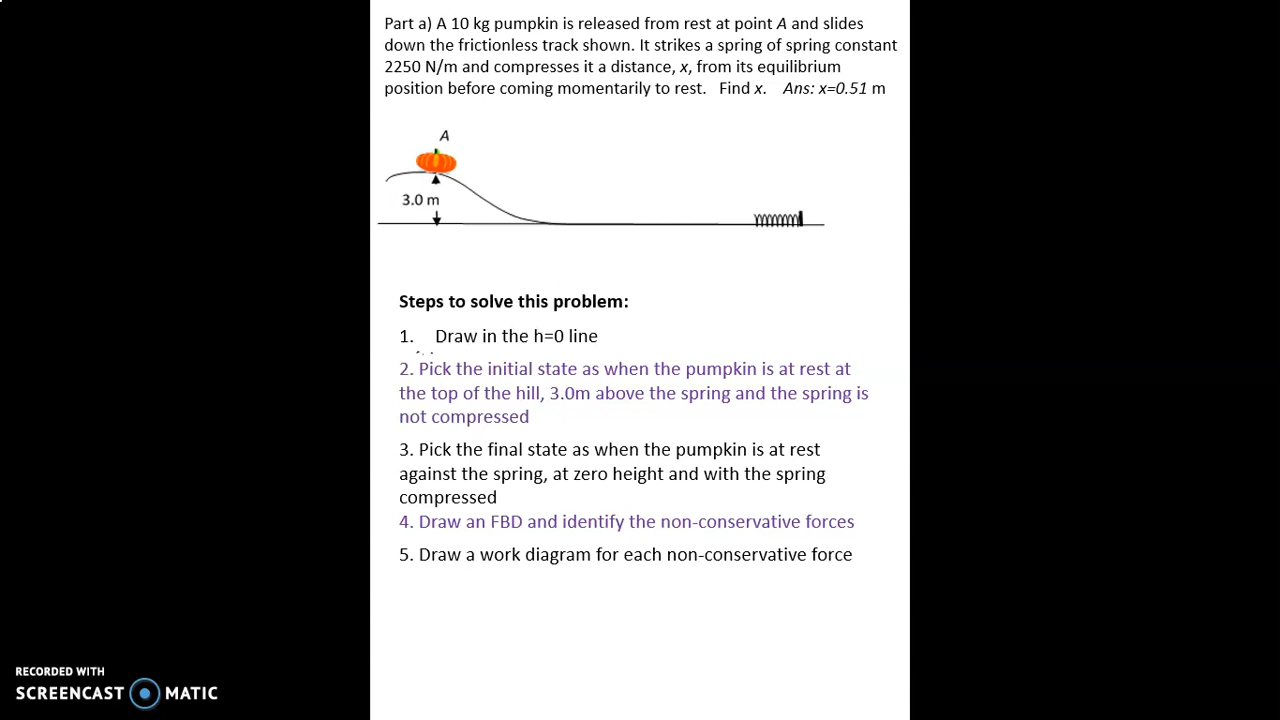 Part a) A 10 kg pumpkin is released from rest at point A and slides
down the frictionless track shown. It strikes a spring of spring constant
2250 N/m and compresses it a distance, x, from its equilibrium
position before coming momentarily to rest. Find x. Ans: x=0.51 m
A
3.0 m
Steps to solve this problem:
1. Draw in the h=0 line
2. Pick the initial state as when the pumpkin is at rest at
the top of the hill, 3.0m above the spring and the spring is
not compressed
3. Pick the final state as when the pumpkin is at rest
against the spring, at zero height and with the spring
compressed
4. Draw an FBD and identify the non-conservative forces
5. Draw a work diagram for each non-conservative force
RECORDED WITH
SCREENCAST MATIC